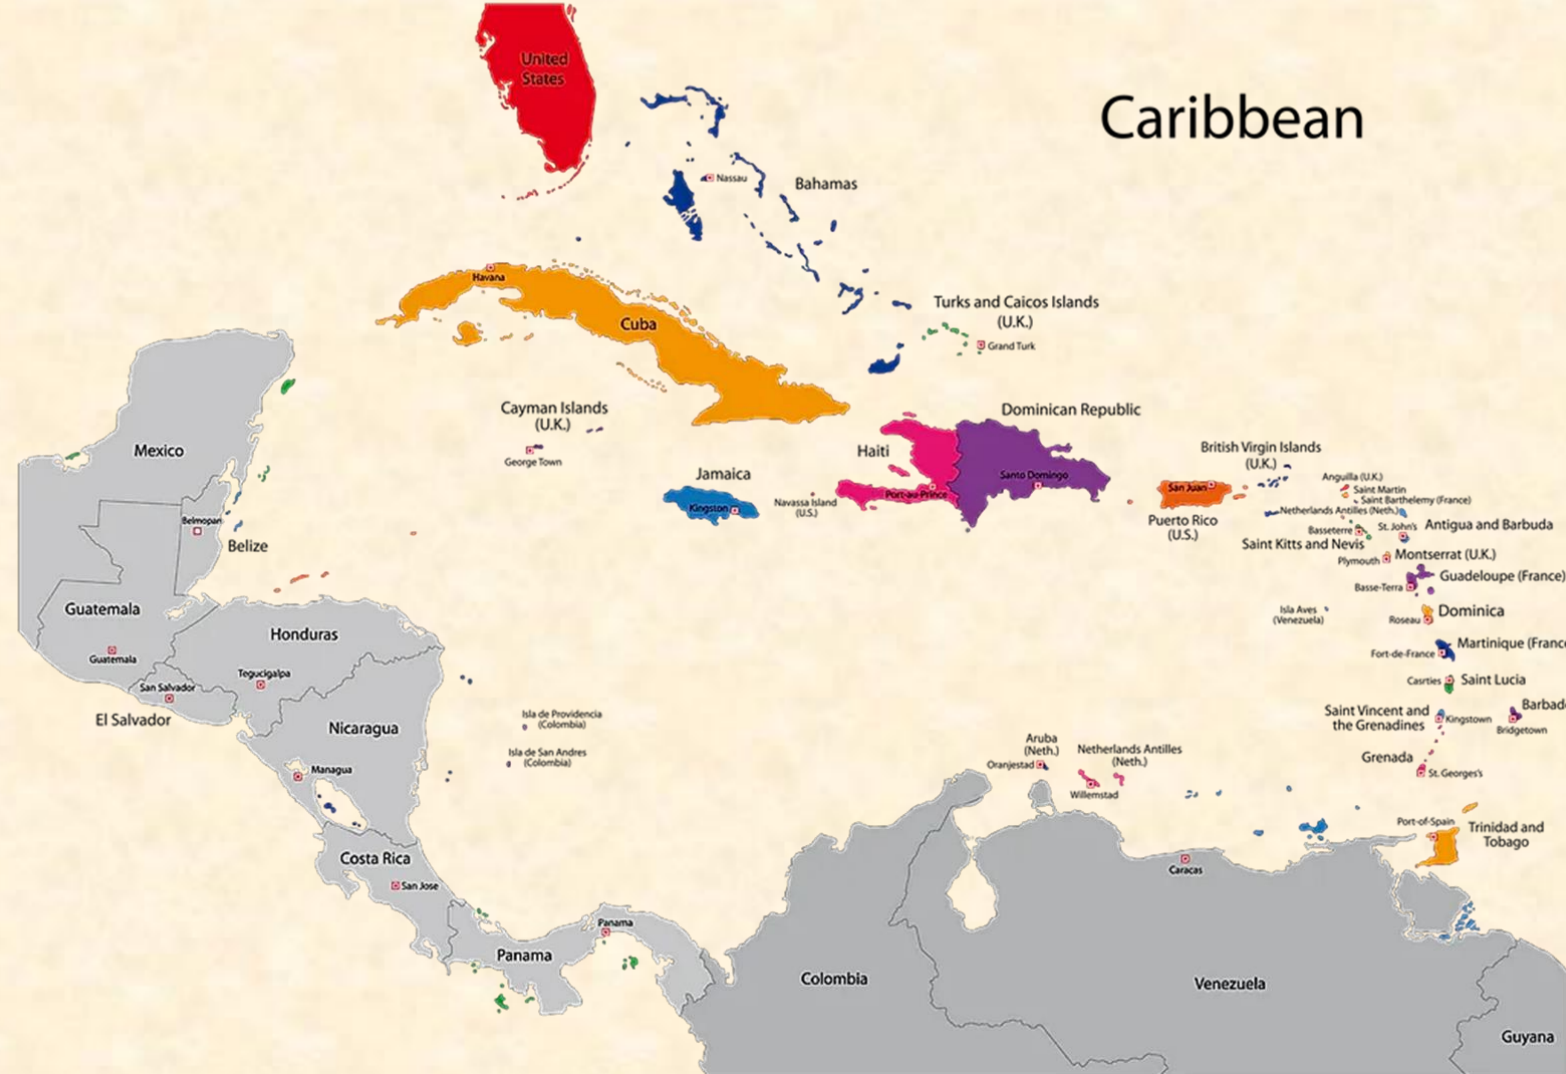 United
States
Caribbean
Nassau
Bahamas
Havana
Cuba
Turks and Caicos Islands
(U.K.)
Grand Turk
Cayman Islands
(U.K.)
George Town
Dominican Republic
Haiti
Mexico
Jamaica
Kingston
Navassa Island
(U.S.)
Port-au-Prince
Santo Domingo
British Virgin Islands
(U.K.)
San Juan
Puerto Rico
(U.S.)
Anguilla (U.K.)
Saint Martin
Saint Barthelemy (France)
Netherlands Antilles (Neth.)
Basseterre
St. John's
Antigua and Barbuda
Saint Kitts and Nevis
Plymouth
Montserrat (U.K.)
Guadeloupe (France)
Basse-Terra
Belmopan
Belize
Isla Aves
(Venezuela)
Roseau
Dominica
Guatemala
Guatemala
Honduras
Tegucigalpa
Fort-de-France
Martinique (Franc
San Salvador
El Salvador
Casrties
Saint Lucia
Nicaragua
Managua
Isla de Providencia
(Colombia)
Isla de San Andres
(Colombia)
Saint Vincent and
the Grenadines
Kingstown
Barbad
Bridgetown
Aruba
(Neth.)
Oranjestad
Netherlands Antilles
(Neth.)
Willemstad
Grenada
St. Georges's
Port-of-Spain
Trinidad and
Tobago
Costa Rica
San Jose
Caracas
Panama
Panama
Colombia
Venezuela
Guyana